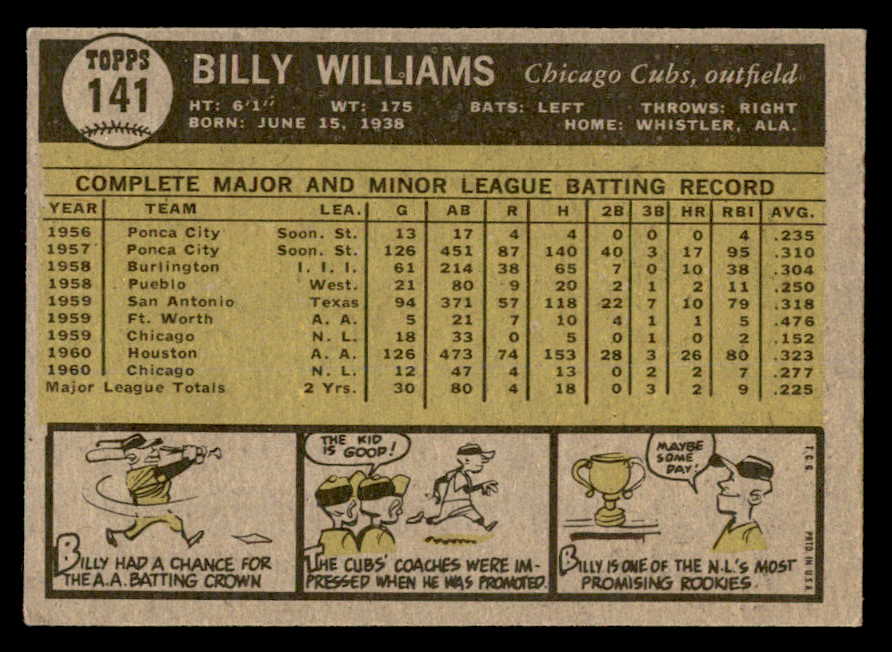 TOPPS
141
BILLY WILLIAMS Chicago Cubs, outfield
HT: 6'1" WT: 175 BATS: LEFT THROWS: RIGHT
BORN: JUNE 15, 1938 HOME: WHISTLER, ALA.
COMPLETE MAJOR AND MINOR LEAGUE BATTING RECORD
YEAR TEAM LEA. G AB R H 2B 3B HR RBI AVG.
1956 Ponca City Soon. St. 13 17 4 4 0 0 0 4 .235
1957 Ponca City Soon. St. 126 451 87 140 40 3 17 95 .310
1958 Burlington I. I. I. 61 214 38 65 7 0 10 38 .304
1958 Pueblo West. 21 80 9 20 2 1 2 11 .250
1959 San Antonio Texas 94 371 57 118 22 7 10 79 .318
1959 Ft. Worth A. A. 5 21 7 10 4 1 1 5 .476
1959 Chicago N. L. 18 33 0 5 0 1 0 2 .152
1960 Houston A. A. 126 473 74 153 28 3 26 80 .323
1960 Chicago N. L. 12 47 4 13 0 2 2 7 .277
Major League Totals 2 Yrs. 30 80 4 18 0 3 2 9 .225
BILLY HAD A CHANCE FOR
THE A.A. BATTING CROWN
THE KID
IS GOOD!
THE CUBS' COACHES WERE IM-
PRESSED WHEN HE WAS PROMOTED.
MAYBE
SOME
DAY!
BILLY IS ONE OF THE N.L'S MOST
PROMISING ROOKIES.
T.C.G.
PRTD. IN U.S.A.